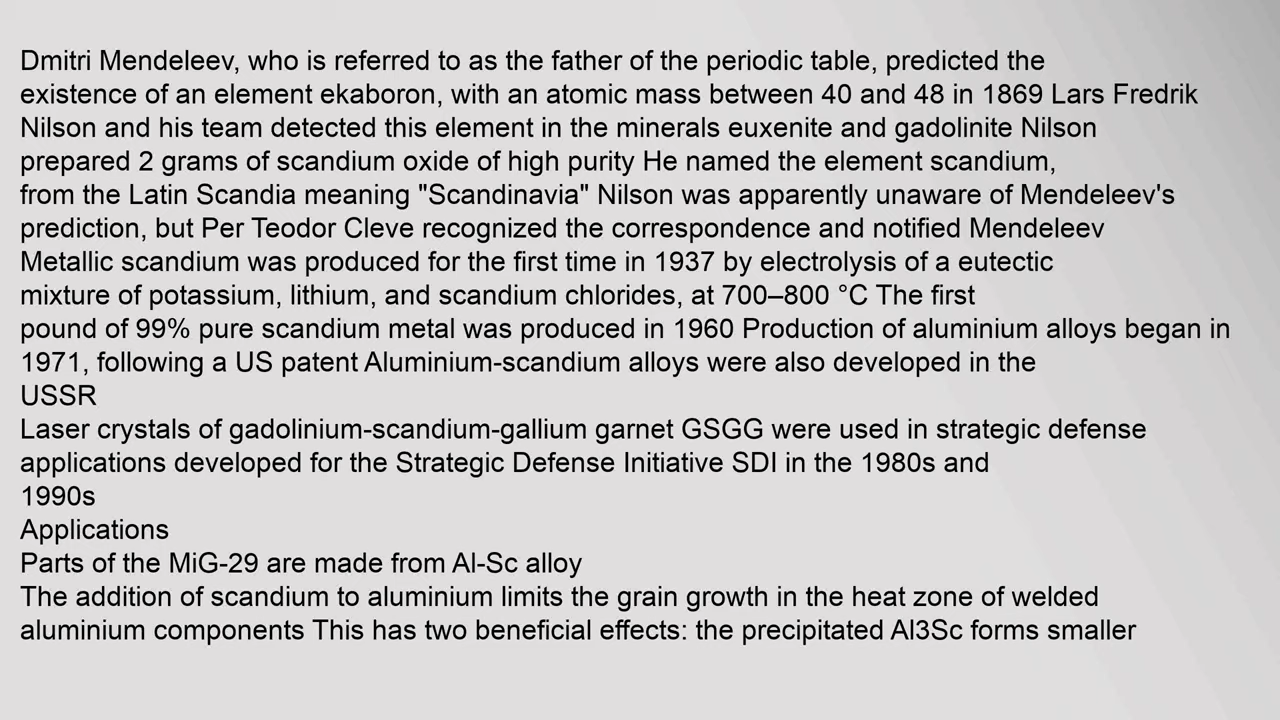 Dmitri Mendeleev, who is referred to as the father of the periodic table, predicted the
existence of an element ekaboron, with an atomic mass between 40 and 48 in 1869 Lars Fredrik
Nilson and his team detected this element in the minerals euxenite and gadolinite Nilson
prepared 2 grams of scandium oxide of high purity He named the element scandium,
from the Latin Scandia meaning "Scandinavia" Nilson was apparently unaware of Mendeleev's
prediction, but Per Teodor Cleve recognized the correspondence and notified Mendeleev
Metallic scandium was produced for the first time in 1937 by electrolysis of a eutectic
mixture of potassium, lithium, and scandium chlorides, at 700–800 °C The first
pound of 99% pure scandium metal was produced in 1960 Production of aluminium alloys began in
1971, following a US patent Aluminium-scandium alloys were also developed in the
USSR
Laser crystals of gadolinium-scandium-gallium garnet GSGG were used in strategic defense
applications developed for the Strategic Defense Initiative SDI in the 1980s and
1990s
Applications
Parts of the MiG-29 are made from Al-Sc alloy
The addition of scandium to aluminium limits the grain growth in the heat zone of welded
aluminium components This has two beneficial effects: the precipitated Al3Sc forms smaller